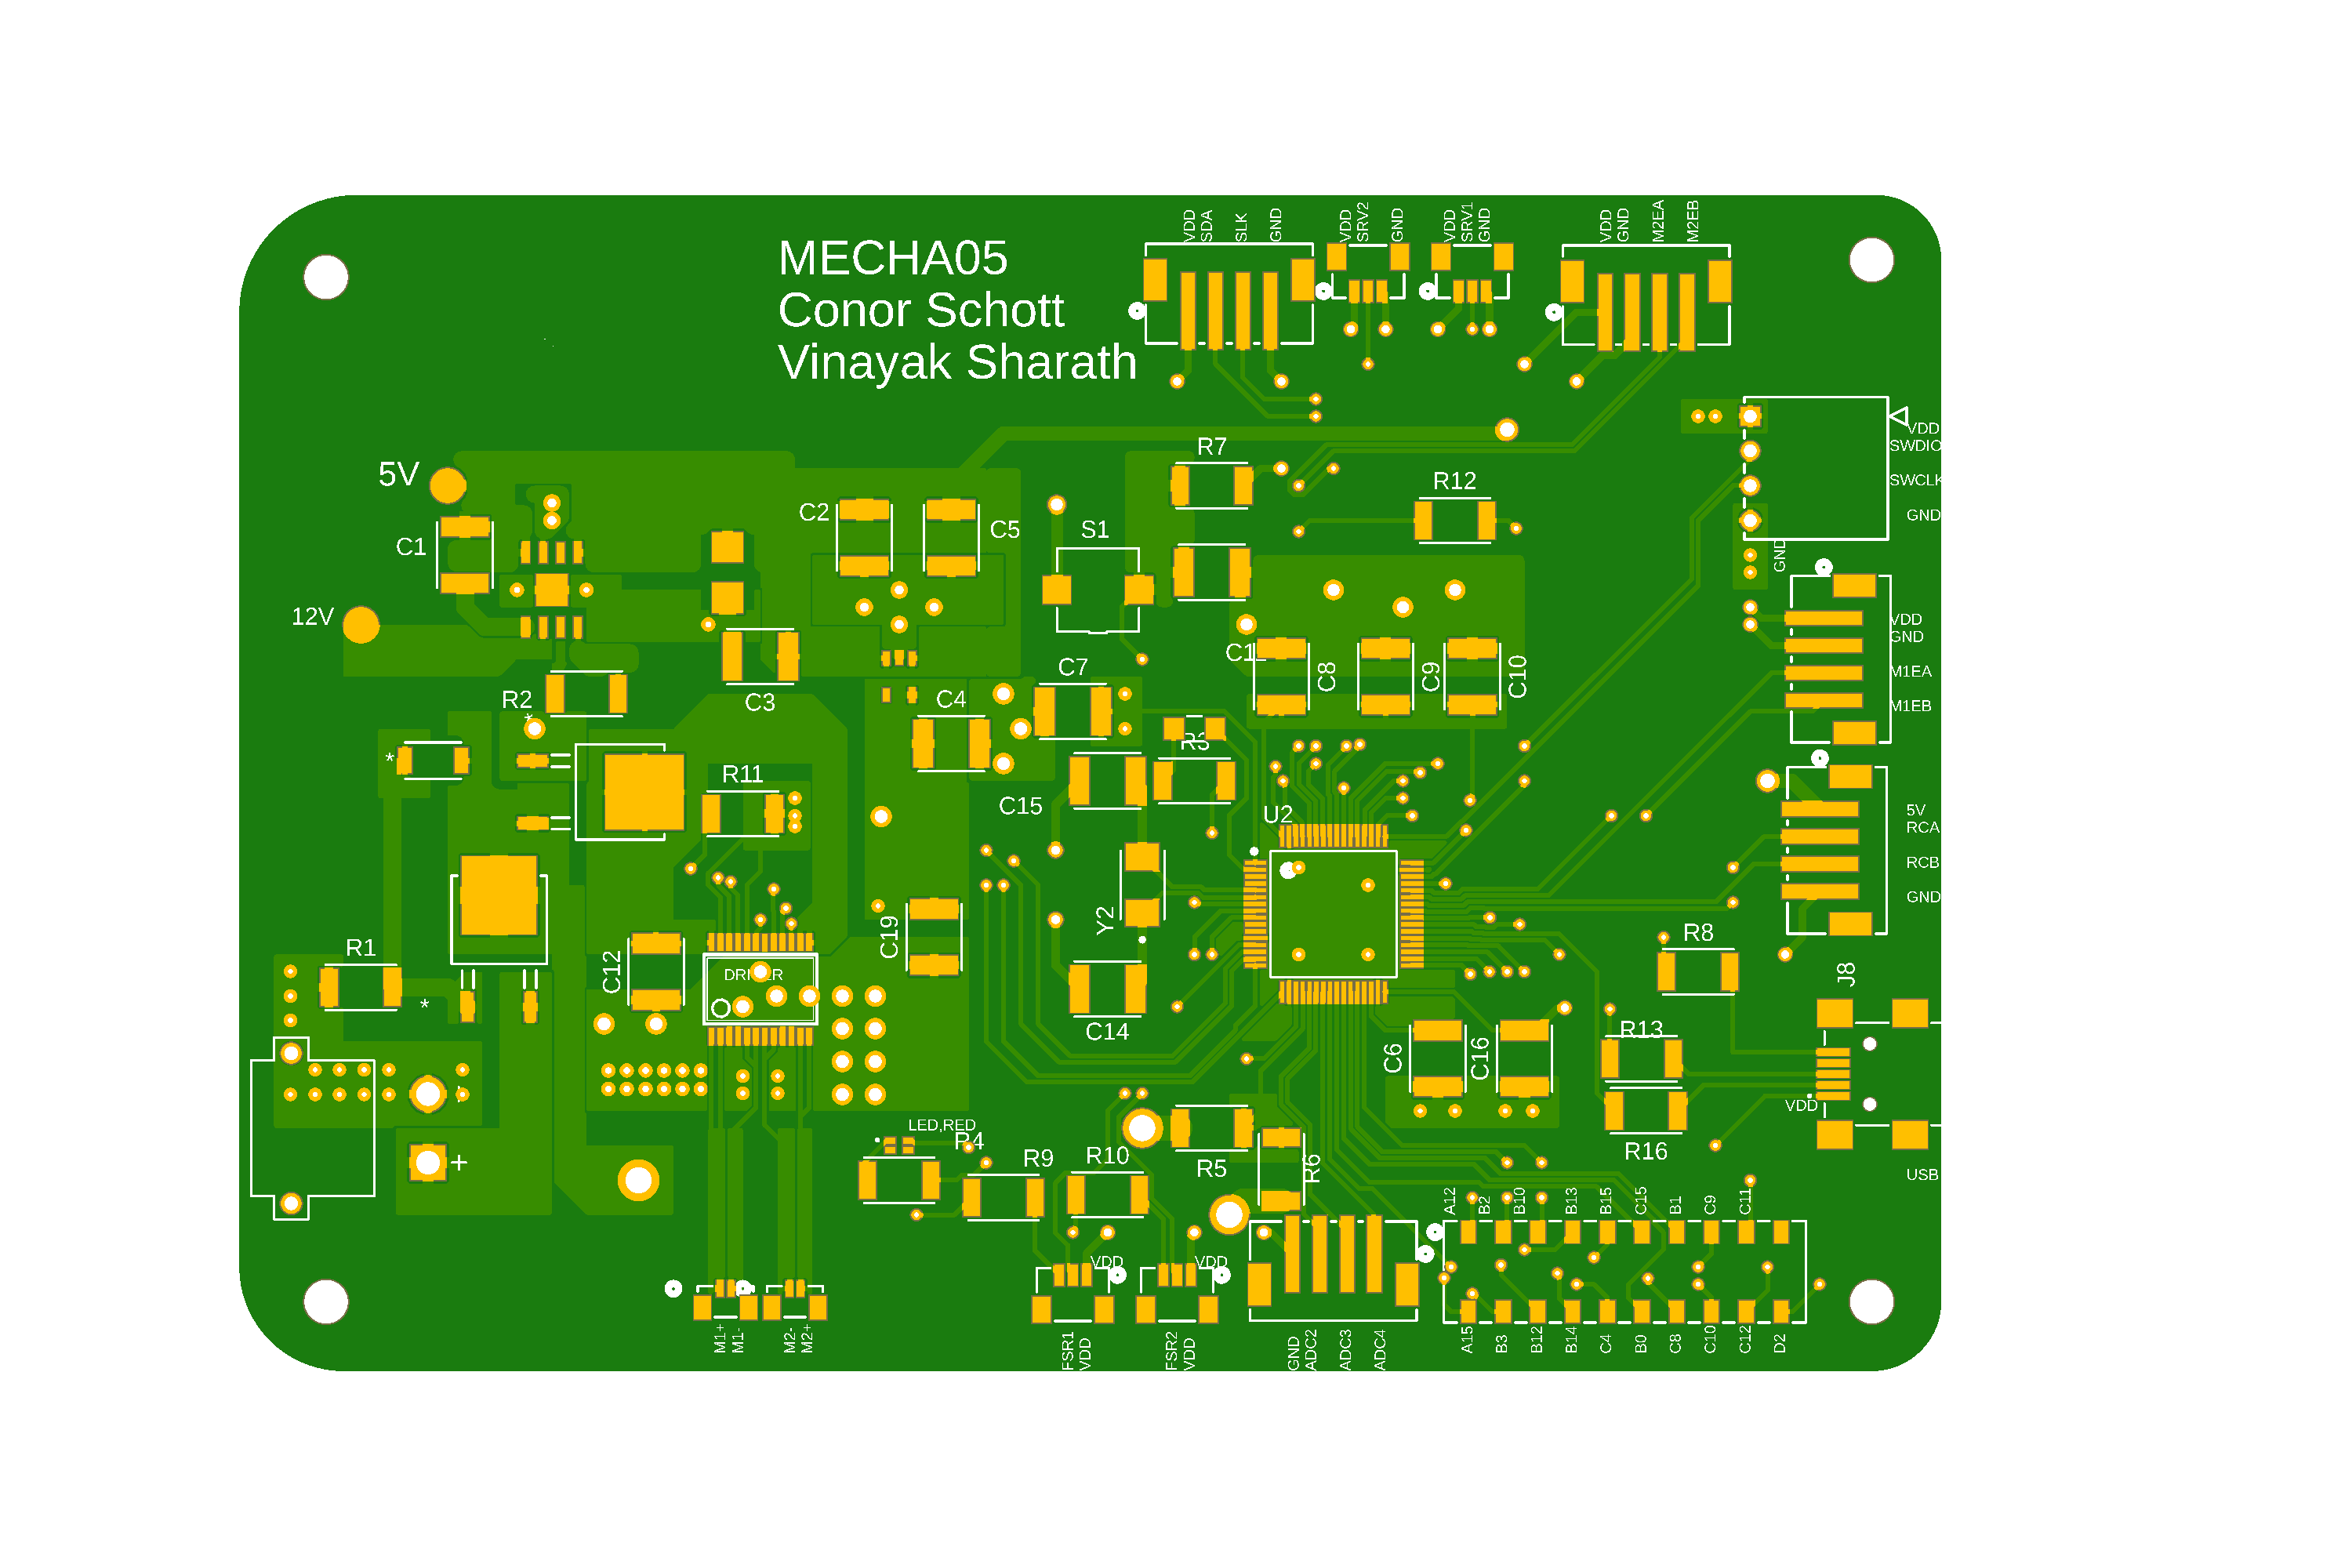 VDD
SDA
SLK
GND
VDD
SRV2
GND
VDD
SRV1
GND
VDD
GND
M2EA
M2EB
MECHA05
Conor Schott
Vinayak Sharath
VDD
SWDIO
SWCLK
GND
GND
R7
5V
R12
C2
C5
S1
C1
12V
VDD
GND
M1EA
M1EB
C7
C8
C9
C10
R2
*
C3
C4
R3
*
R11
C15
U2
5V
RCA
RCB
GND
R1
C12
C19
Y2
R8
J8
*
C14
R13
C6
C16
VDD
R16
USB
LED,RED
R4
R9
R10
R5
R6
+
A12
B2
B10
B13
B15
C15
B1
C9
C11
VDD
VDD
M1+
M1-
M2-
M2+
FSR1
VDD
FSR2
VDD
GND
ADC2
ADC3
ADC4
A15
B3
B12
B14
C4
B0
C8
C10
C12
D2